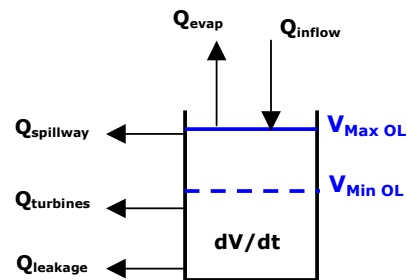 Qevap
Qinflow
Qspillway
VMax OL
VMin OL
Qturbines
dV/dt
Qleakage